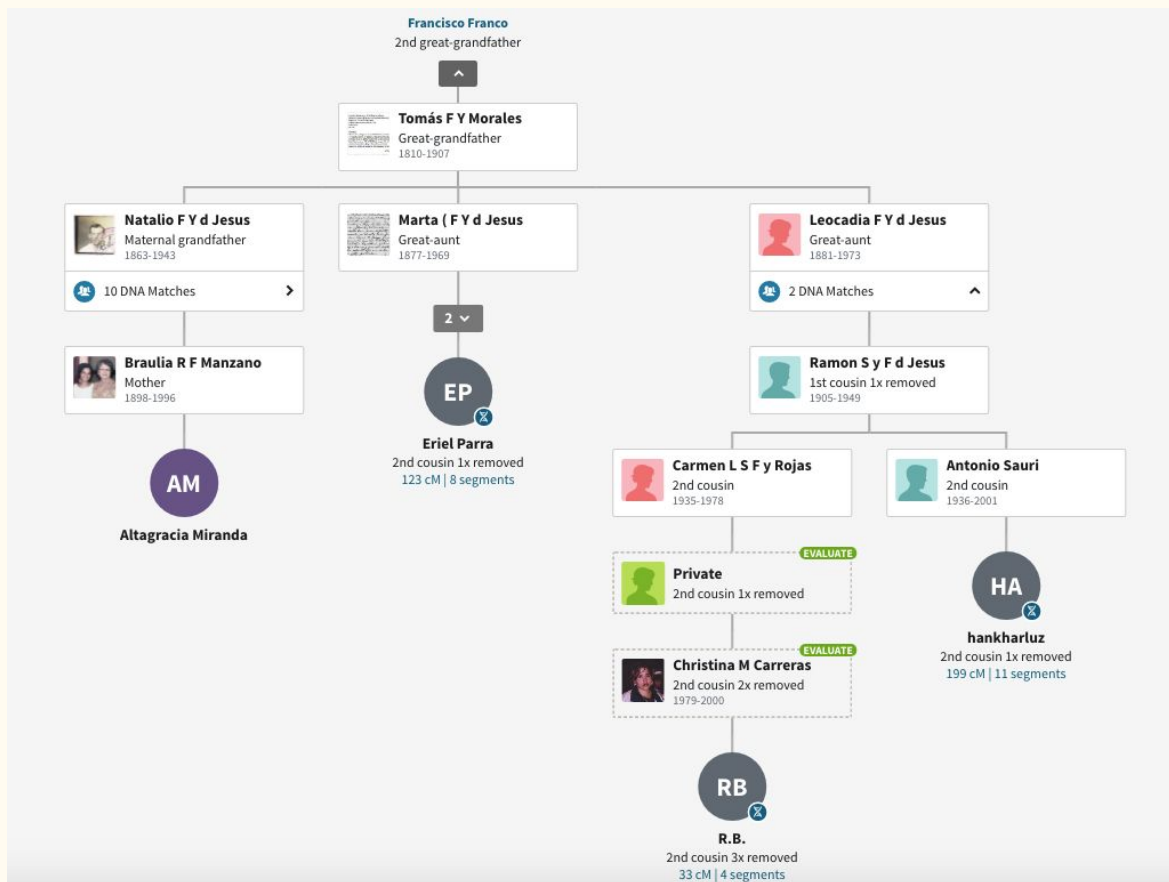 Francisco Franco
2nd great-grandfather
Tomás F Y Morales
Great-grandfather
1810-1907
Natalio F Y d Jesus
Maternal grandfather
1863-1943
10 DNA Matches
Marta ( F Y d Jesus
Great-aunt
1877-1969
Leocadia F Y d Jesus
Great-aunt
1881-1973
2 DNA Matches
2
Braulia R F Manzano
Mother
1898-1996
EP
Eriel Parra
2nd cousin 1x removed
123 cM | 8 segments
Ramon S y F d Jesus
1st cousin 1x removed
1905-1949
AM
Altagracia Miranda
Carmen L S F y Rojas
2nd cousin
1935-1978
Antonio Sauri
2nd cousin
1936-2001
EVALUATE
Private
2nd cousin 1x removed
HA
hankharluz
2nd cousin 1x removed
199 cM | 11 segments
EVALUATE
Christina M Carreras
2nd cousin 2x removed
1979-2000
RB
R.B.
2nd cousin 3x removed
33 cM | 4 segments